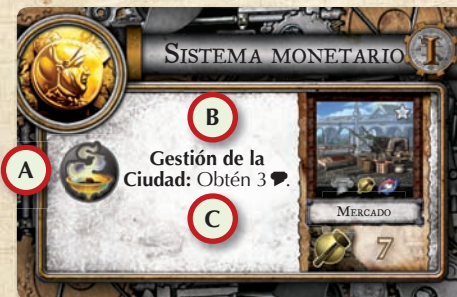 SISTEMA MONETARIO
I
B
A
Gestión de la
Ciudad: Obtén 3 .
C
MERCADO
7